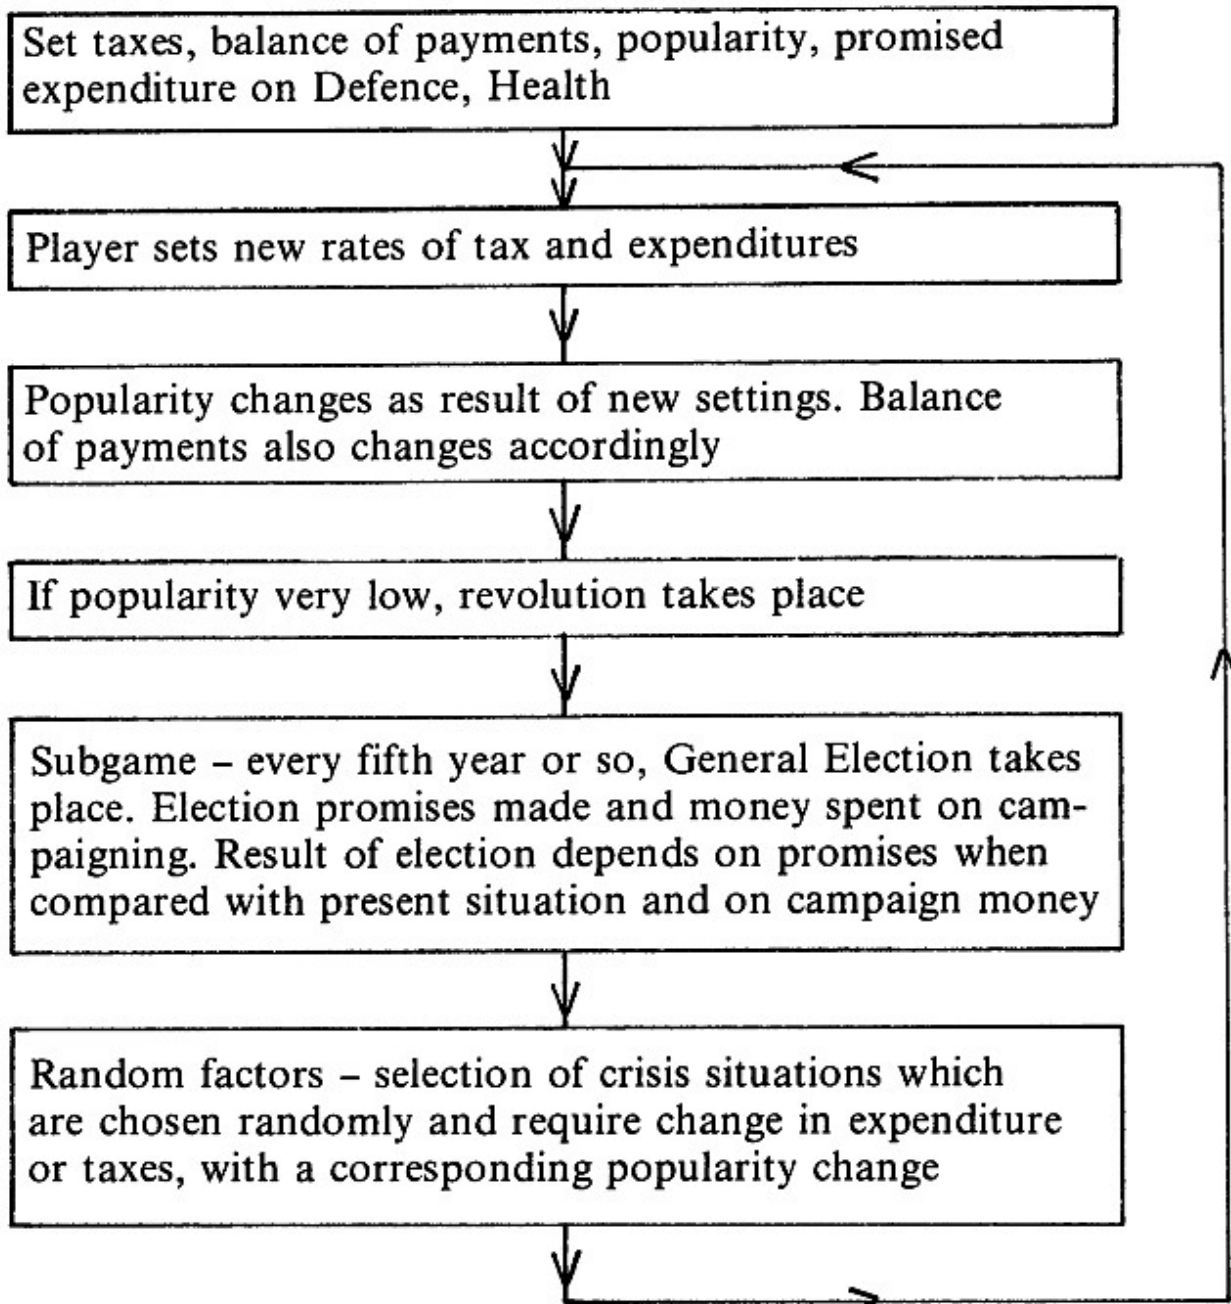 Set taxes, balance of payments, popularity, promised
expenditure on Defence, Health
Player sets new rates of tax and expenditures
Popularity changes as result of new settings. Balance
of payments also changes accordingly
If popularity very low, revolution takes place
Subgame – every fifth year or so, General Election takes
place. Election promises made and money spent on cam-
paigning. Result of election depends on promises when
compared with present situation and on campaign money
Random factors – selection of crisis situations which
are chosen randomly and require change in expenditure
or taxes, with a corresponding popularity change